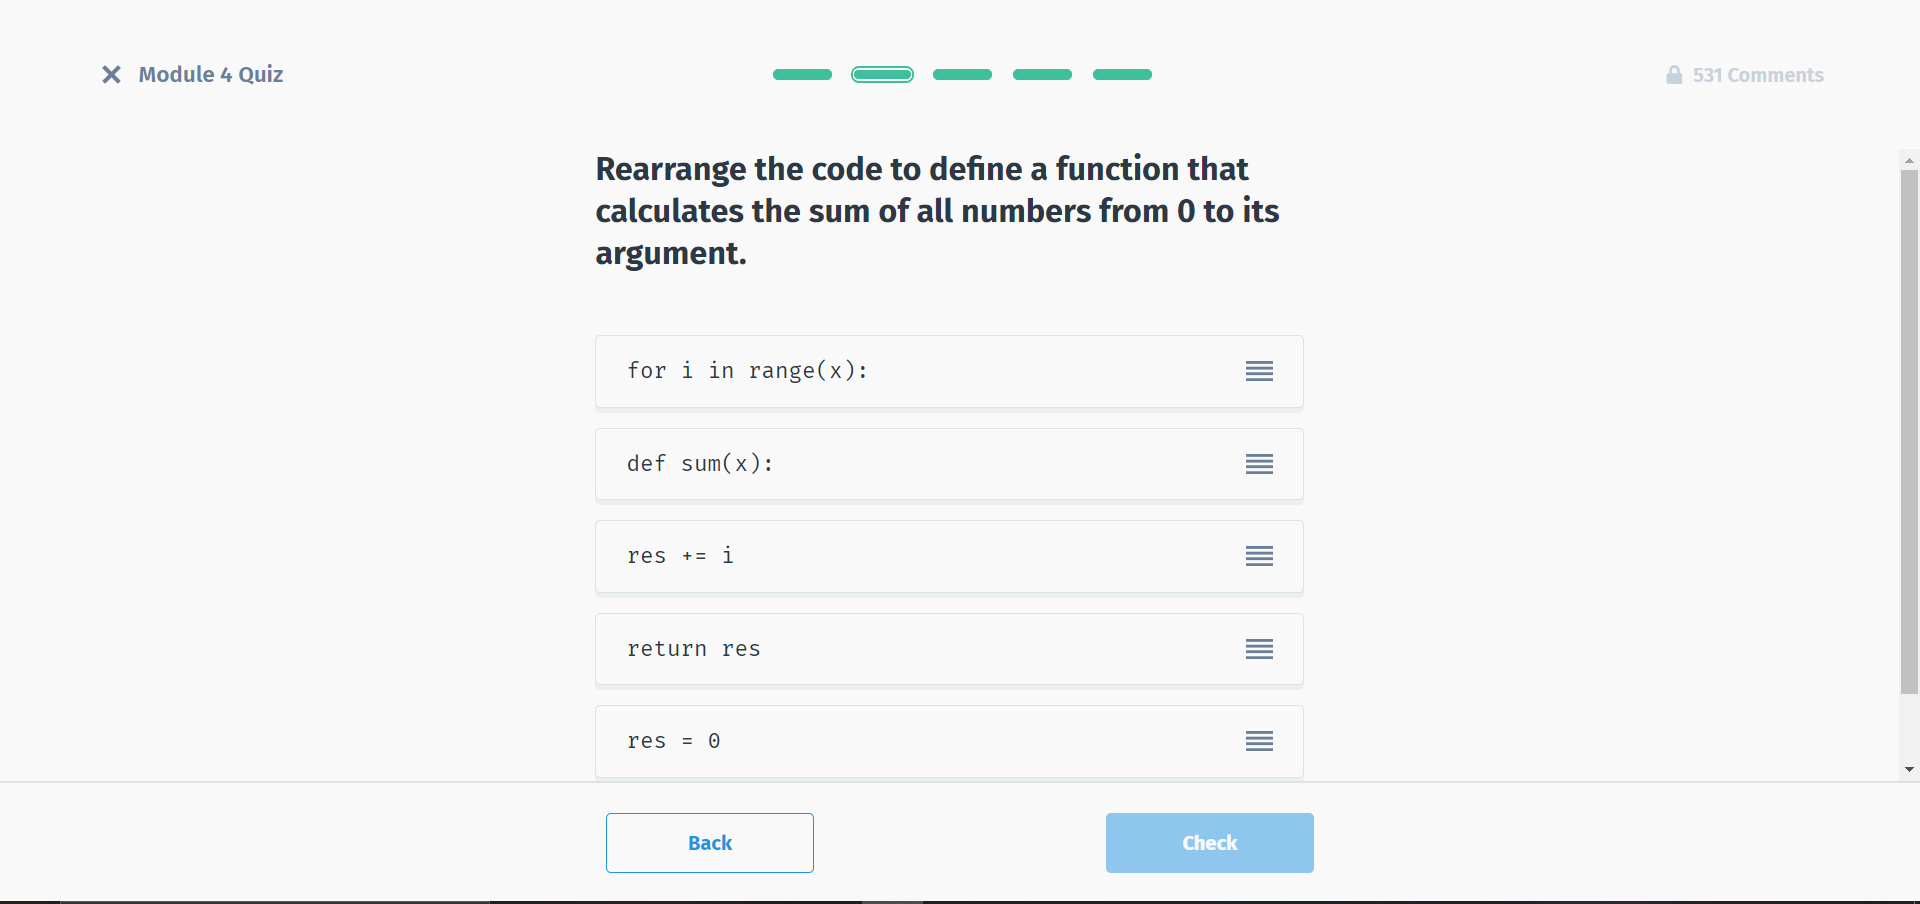 Module 4 Quiz
531 Comments
Rearrange the code to define a function that
calculates the sum of all numbers from 0 to its
argument.
for i in range(x):
def sum(x):
res += i
return res
res = 0
Back
Check